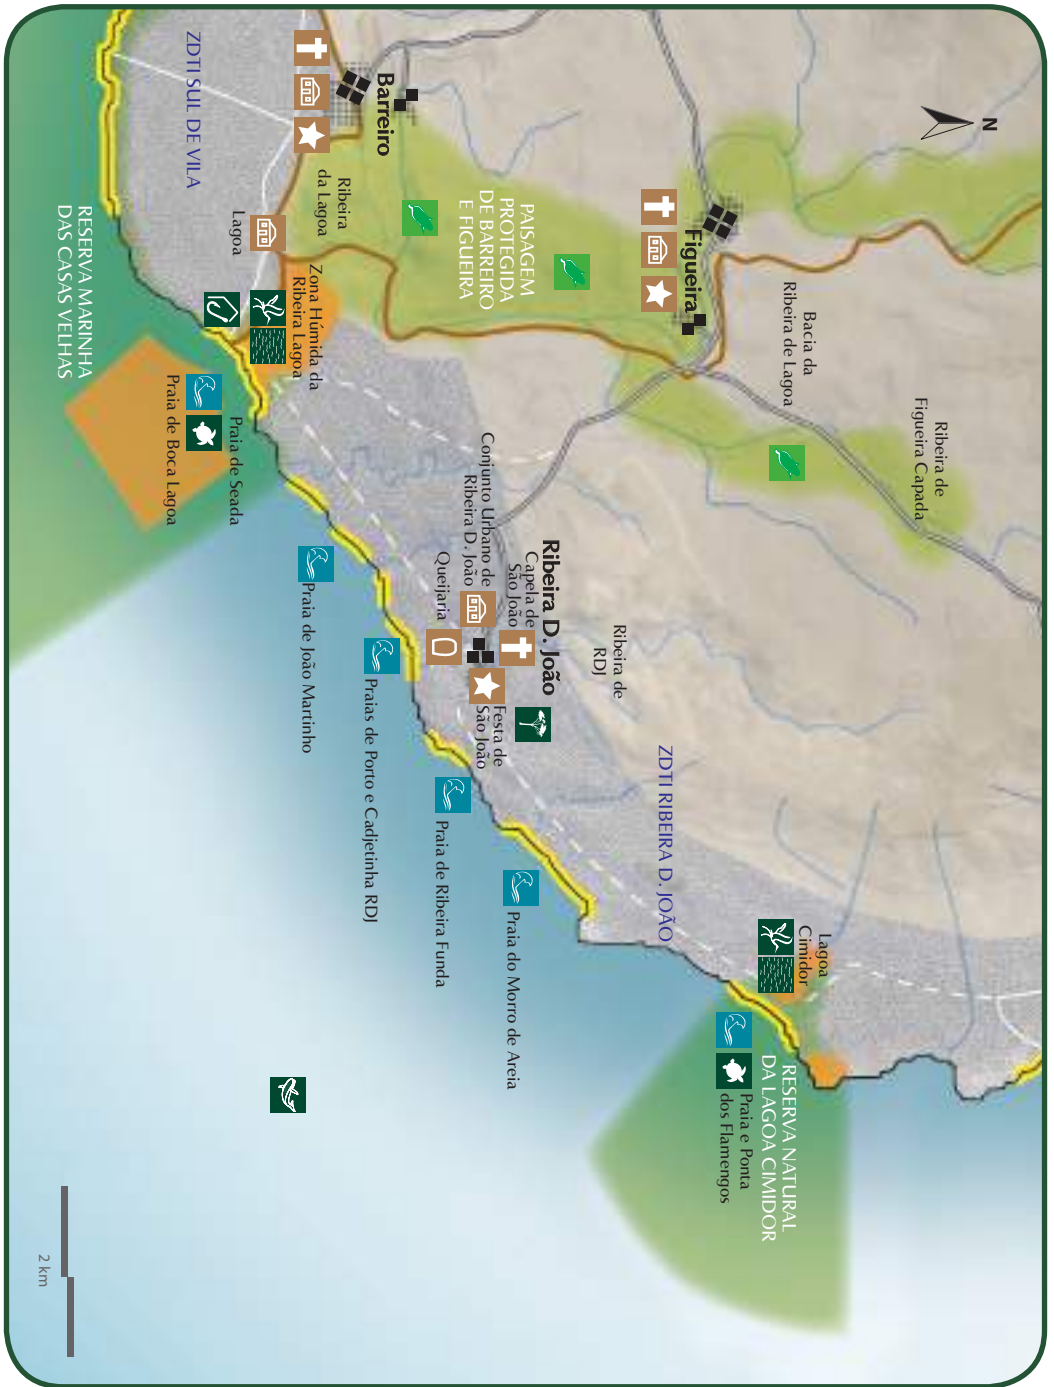 N
Ribeira de
Figueira Capada
Bacia da
Ribeira de Lagoa
Figueira
PAISAGEM
PROTEGIDA
DE BARREIRO
E FIGUEIRA
Barreiro
Ribeira
da Lagoa
Lagoa
ZDTI SUL DE VILA
Zona Húmida da
Ribeira Lagoa
RESERVA MARINHA
DAS CASAS VELHAS
Praia de Seada
Praia de Boca Lagoa
Ribeira de
RDJ
Ribeira D. João
Capela de
São João
Conjunto Urbano de
Ribeira D. João
Queijaria
Festa de
São João
ZDTI RIBEIRA D. JOÃO
Lagoa
Cimidor
Praia de João Martinho
Praias de Porto e Cadjetinha RDJ
Praia de Ribeira Funda
Praia do Morro de Areia
RESERVA NATURAL
DA LAGOA CIMIDOR
Praia e Ponta
dos Flamengos
2 km